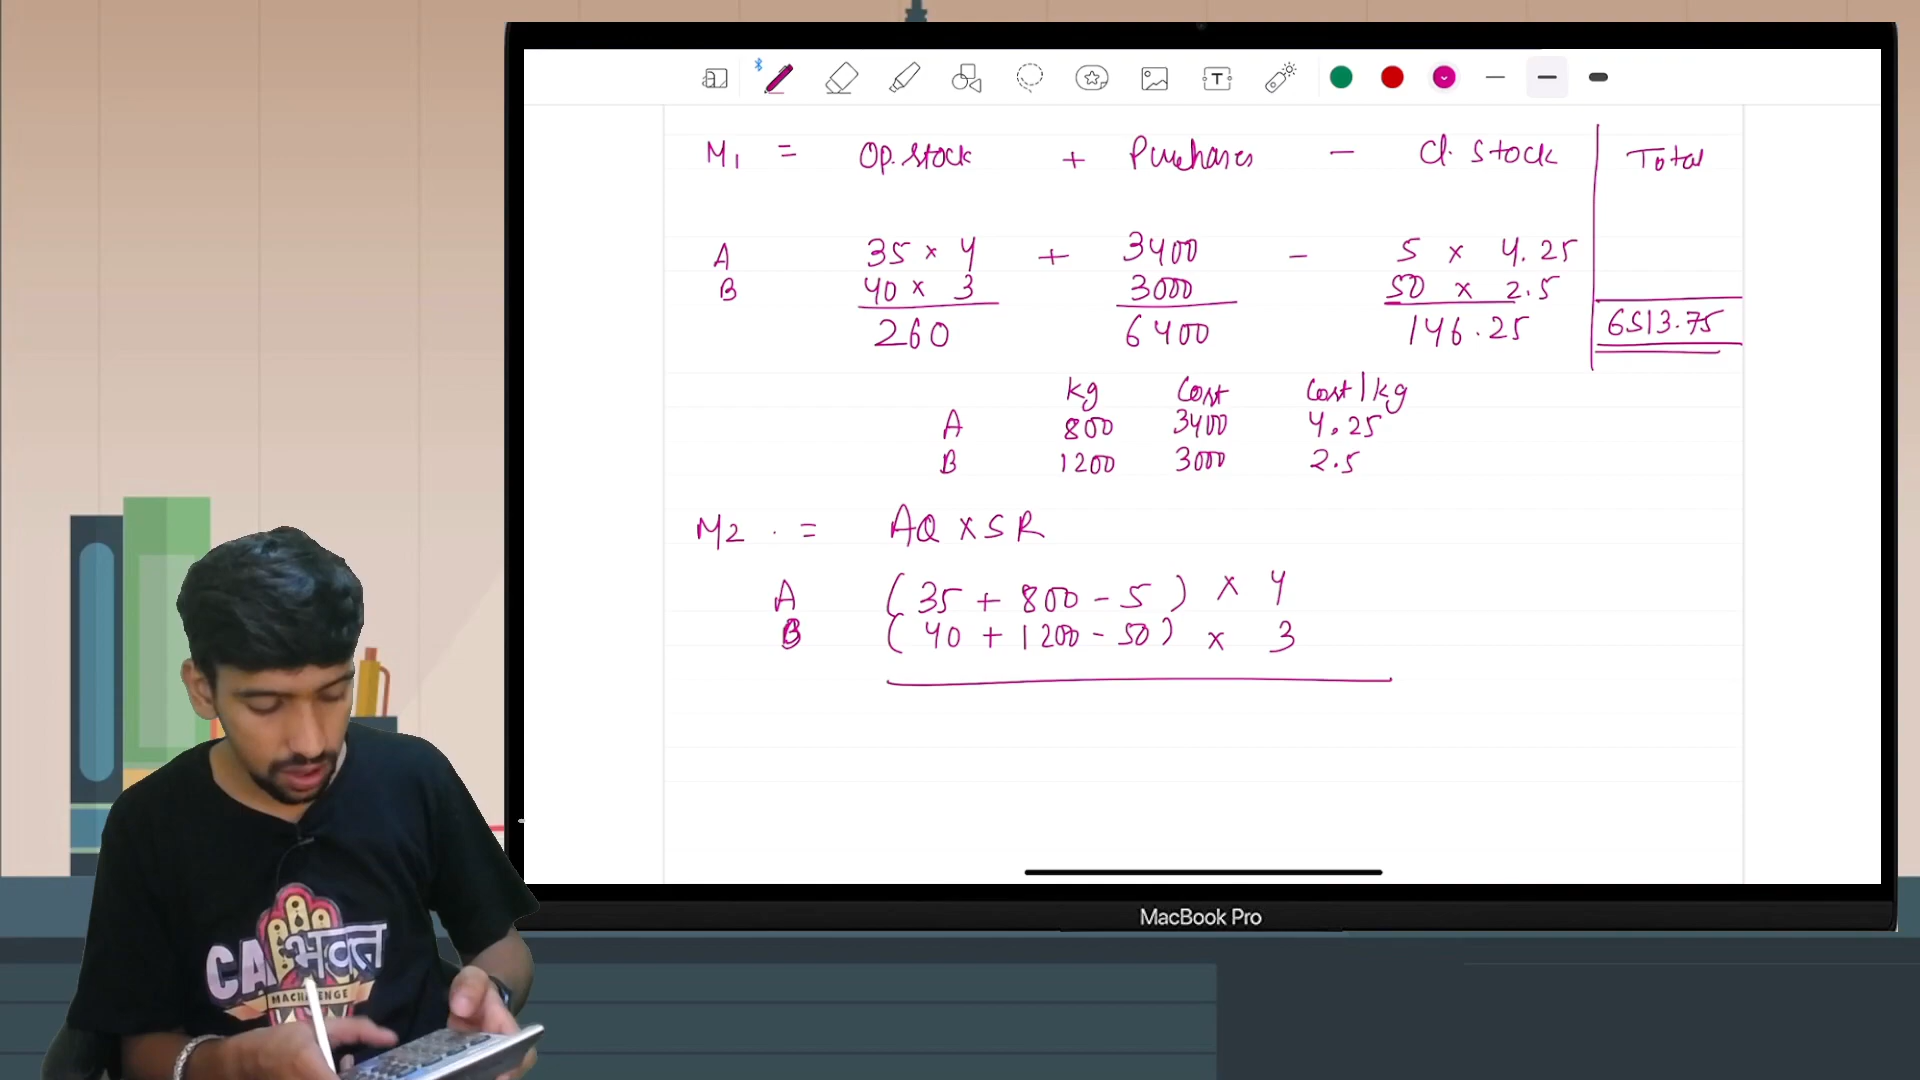 M1 = Op. stock + Purchases - Cl. Stock Total
A 35 × 4 + 3400 - 5 × 4.25
B 40 × 3 3000 50 × 2.5
260 6400 146.25 6513.75
kg Cost Cost/kg
A 800 3400 4.25
B 1200 3000 2.5
M2 = AQ × SR
A (35 + 800 - 5) × 4
B (40 + 1200 - 50) × 3
MacBook Pro
CA भक्त